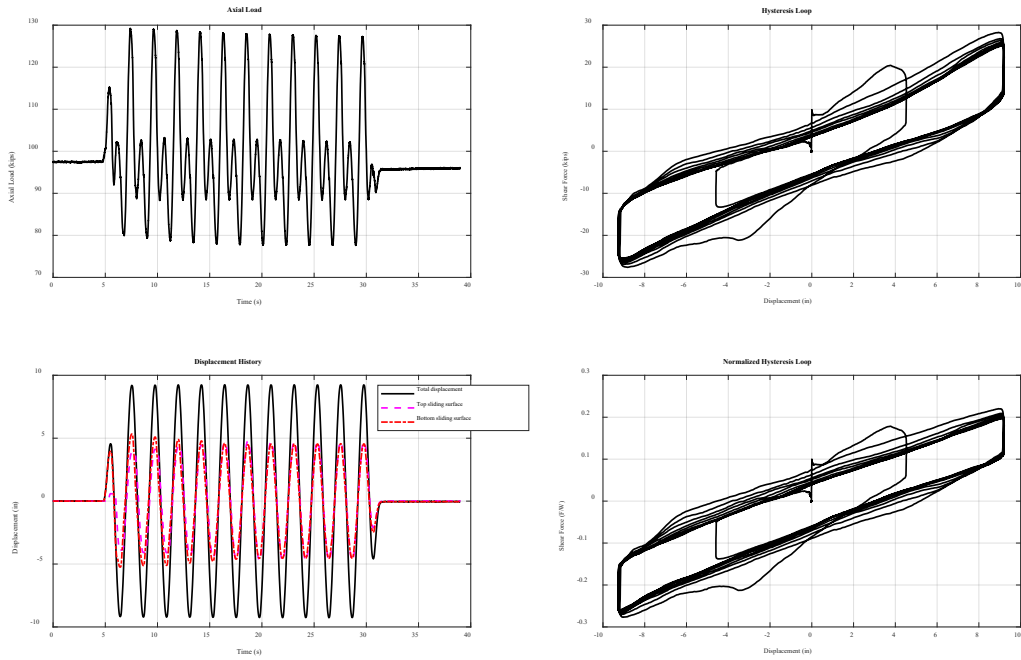 Axial Load
130
120
110
100
90
80
70
Axial Load (kips)
0 5 10 15 20 25 30 35 40
Time (s)
Hysteresis Loop
30
20
10
0
-10
-20
-30
Shear Force (kips)
-10 -8 -6 -4 -2 0 2 4 6 8 10
Displacement (in)
Displacement History
10
5
0
-5
-10
Displacement (in)
0 5 10 15 20 25 30 35 40
Time (s)
Total displacement
Top sliding surface
Bottom sliding surface
Normalized Hysteresis Loop
0.3
0.2
0.1
0
-0.1
-0.2
-0.3
Shear Force (F/W)
-10 -8 -6 -4 -2 0 2 4 6 8 10
Displacement (in)